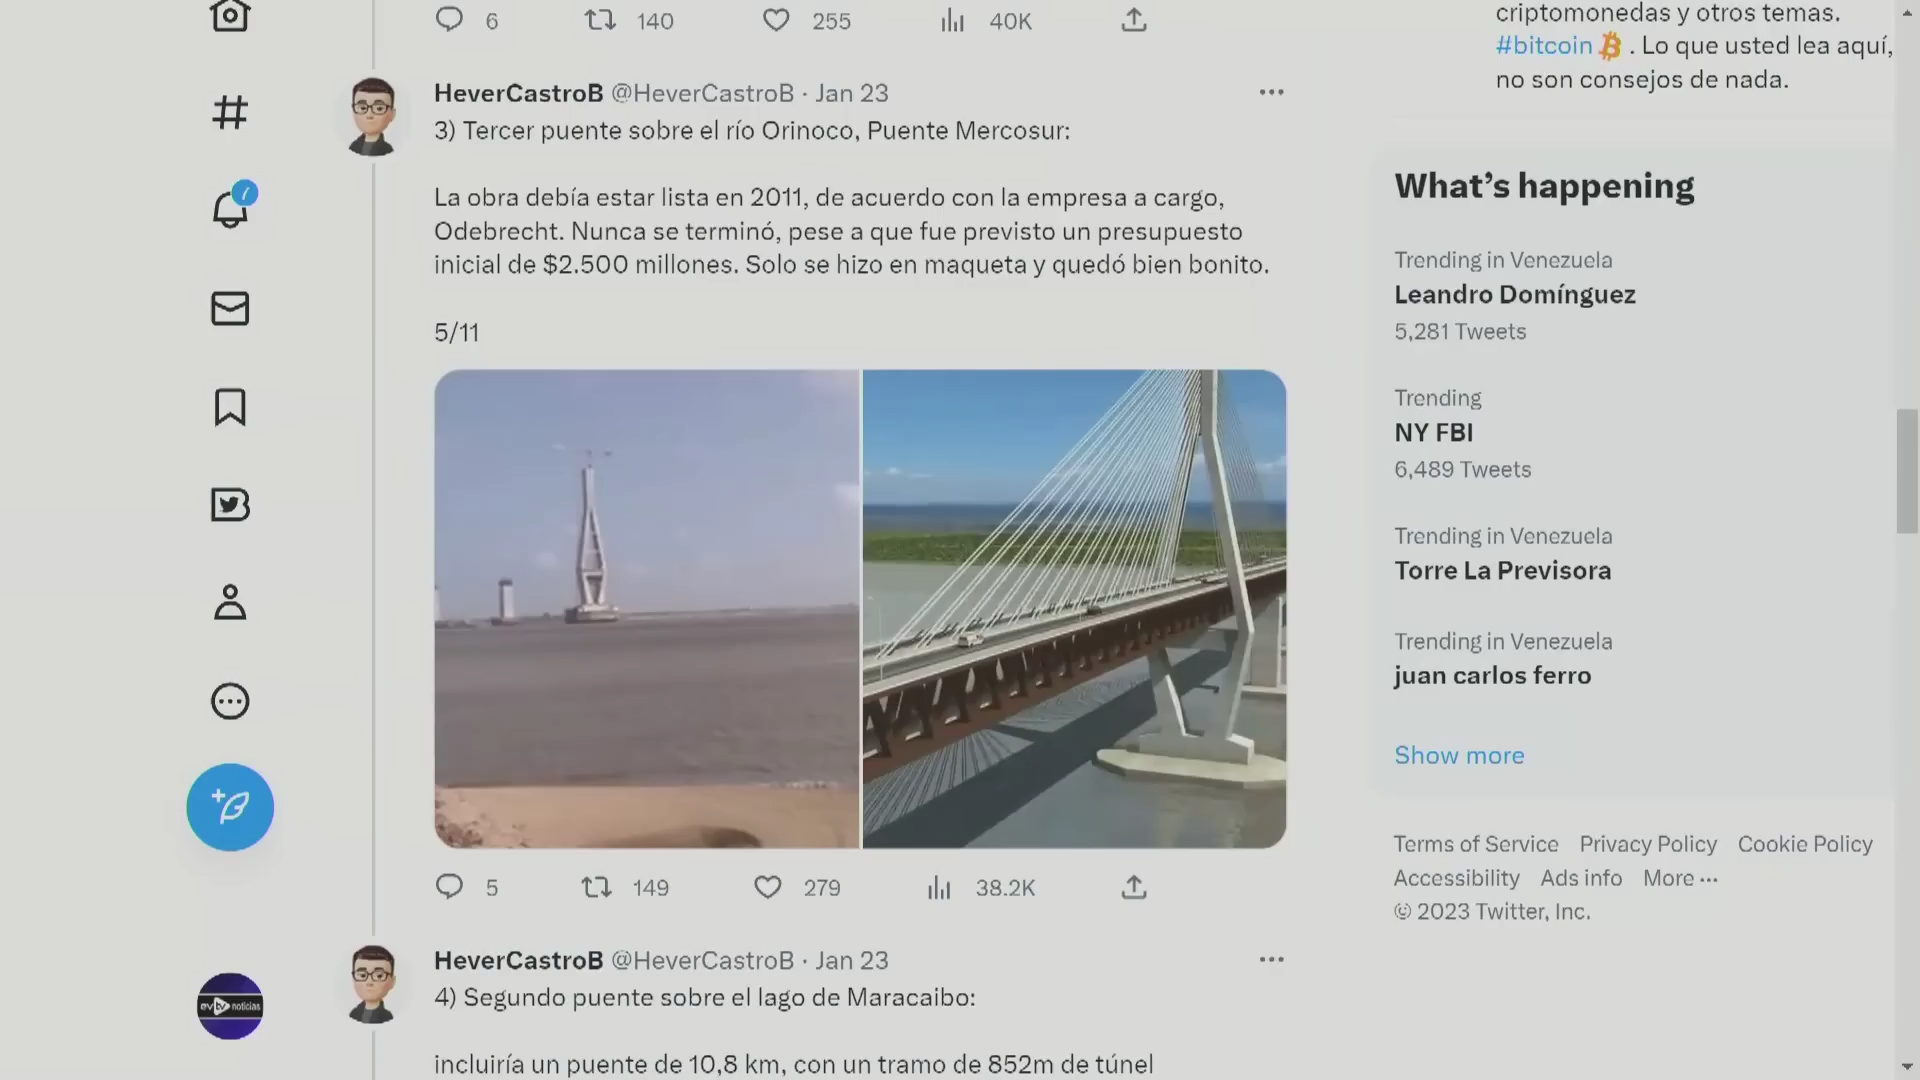 6 140 255 40K
HeverCastroB @HeverCastroB · Jan 23
3) Tercer puente sobre el río Orinoco, Puente Mercosur:
La obra debía estar lista en 2011, de acuerdo con la empresa a cargo,
Odebrecht. Nunca se terminó, pese a que fue previsto un presupuesto
inicial de $2.500 millones. Solo se hizo en maqueta y quedó bien bonito.
5/11
5 149 279 38.2K
HeverCastroB @HeverCastroB · Jan 23
4) Segundo puente sobre el lago de Maracaibo:
incluiría un puente de 10,8 km, con un tramo de 852m de túnel
evtv noticias
criptomonedas y otros temas.
#bitcoin . Lo que usted lea aquí,
no son consejos de nada.
What's happening
Trending in Venezuela
Leandro Domínguez
5,281 Tweets
Trending
NY FBI
6,489 Tweets
Trending in Venezuela
Torre La Previsora
Trending in Venezuela
juan carlos ferro
Show more
Terms of Service Privacy Policy Cookie Policy
Accessibility Ads info More ···
© 2023 Twitter, Inc.